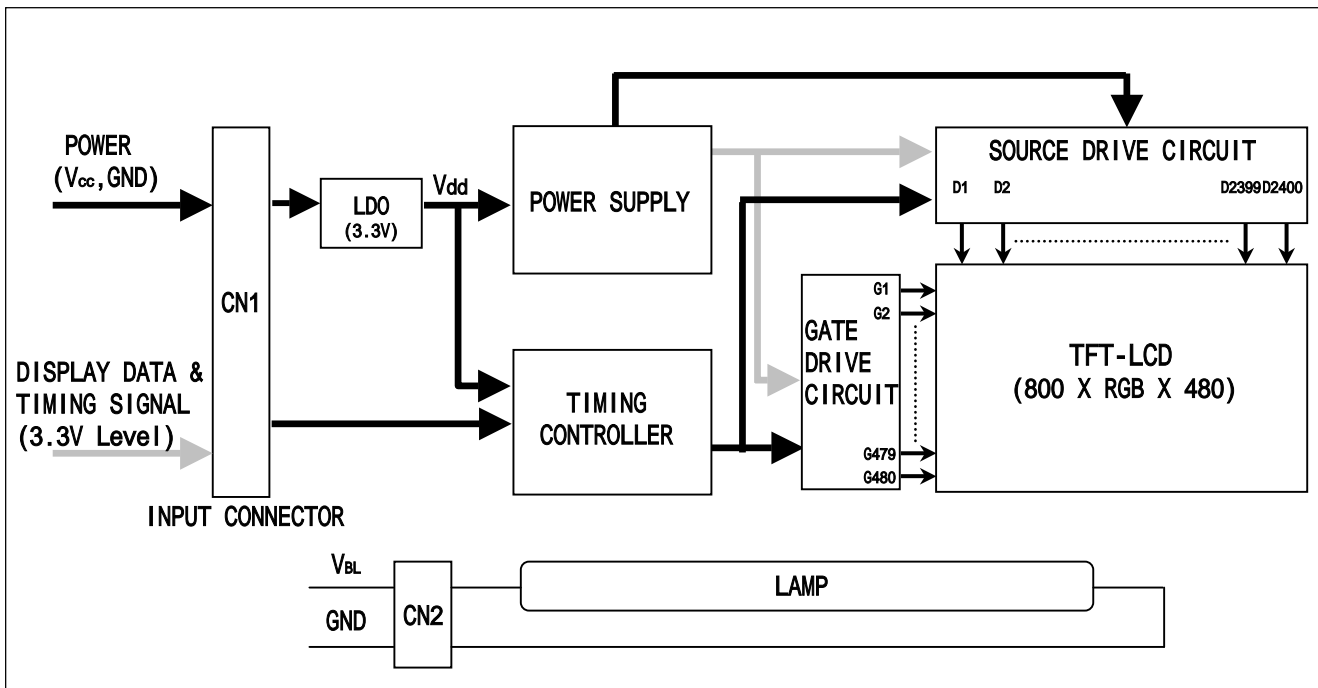 POWER
(Vcc,GND)
DISPLAY DATA &
TIMING SIGNAL
(3.3V Level)
CN1
INPUT CONNECTOR
LDO
(3.3V)
Vdd
POWER SUPPLY
TIMING
CONTROLLER
SOURCE DRIVE CIRCUIT
D1 D2 D2399 D2400
GATE
DRIVE
CIRCUIT
G1
G2
G479
G480
TFT-LCD
(800 X RGB X 480)
VBL
GND
CN2
LAMP